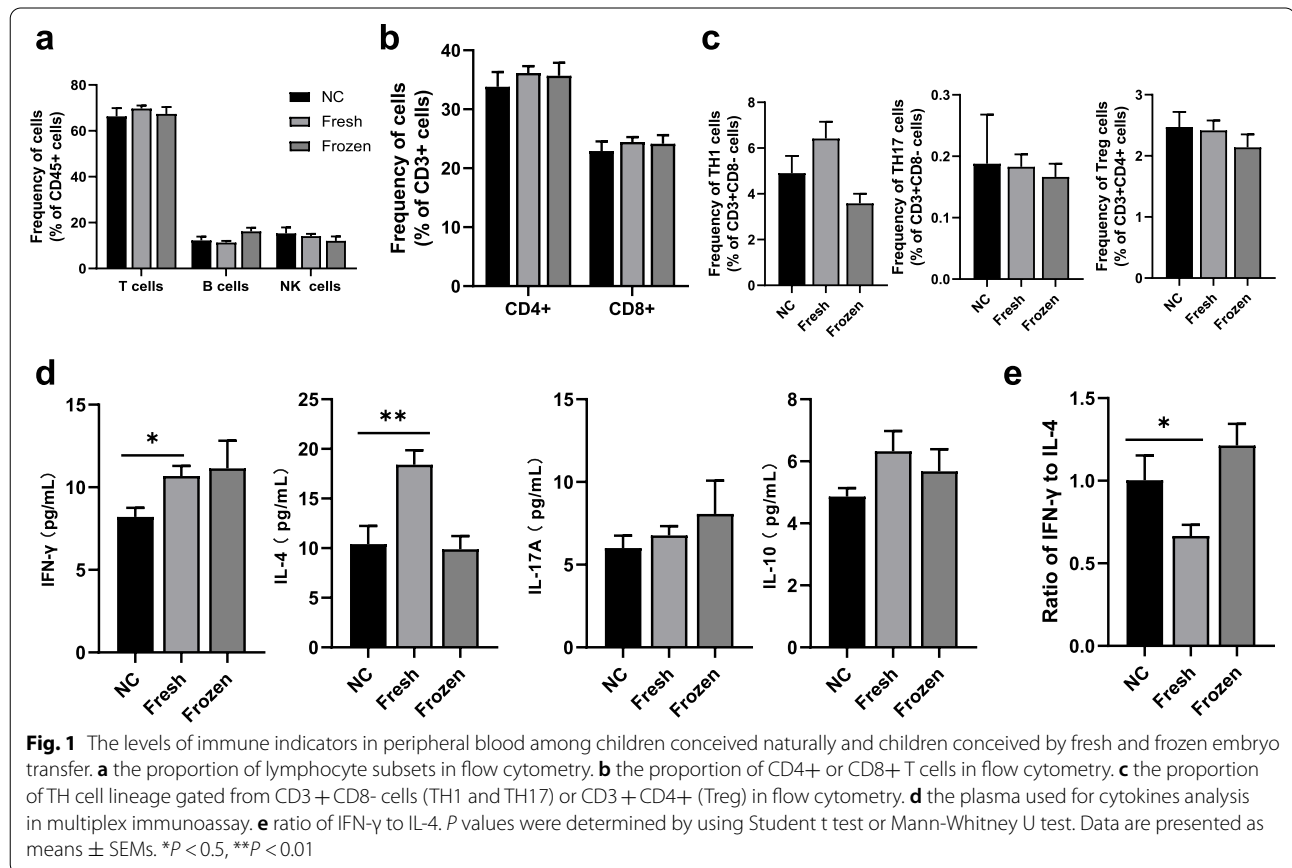 a
Frequency of cells
(% of CD45+ cells)
80
60
40
20
0
T cells
B cells
NK cells
NC
Fresh
Frozen
b
Frequency of cells
(% of CD3+ cells)
40
30
20
10
0
CD4+
CD8+
c
Frequency of TH1 cells
(% of CD3+CD8- cells)
8
6
4
2
0
NC
Fresh
Frozen
Frequency of TH17 cells
(% of CD3+CD8- cells)
0.3
0.2
0.1
0.0
NC
Fresh
Frozen
Frequency of Treg cells
(% of CD3+CD4+ cells)
3
2
1
0
NC
Fresh
Frozen
d
IFN-γ (pg/mL)
15
10
5
0
*
NC
Fresh
Frozen
IL-4 ( pg/mL)
25
20
15
10
5
0
**
NC
Fresh
Frozen
IL-17A ( pg/mL)
15
10
5
0
NC
Fresh
Frozen
IL-10 ( pg/mL)
8
6
4
2
0
NC
Fresh
Frozen
e
Ratio of IFN-γ to IL-4
1.5
1.0
0.5
0.0
*
NC
Fresh
Frozen
Fig. 1 The levels of immune indicators in peripheral blood among children conceived naturally and children conceived by fresh and frozen embryo
transfer. a the proportion of lymphocyte subsets in flow cytometry. b the proportion of CD4+ or CD8+ T cells in flow cytometry. c the proportion
of TH cell lineage gated from CD3 + CD8- cells (TH1 and TH17) or CD3 + CD4+ (Treg) in flow cytometry. d the plasma used for cytokines analysis
in multiplex immunoassay. e ratio of IFN-γ to IL-4. P values were determined by using Student t test or Mann-Whitney U test. Data are presented as
means ± SEMs. *P < 0.5, **P < 0.01